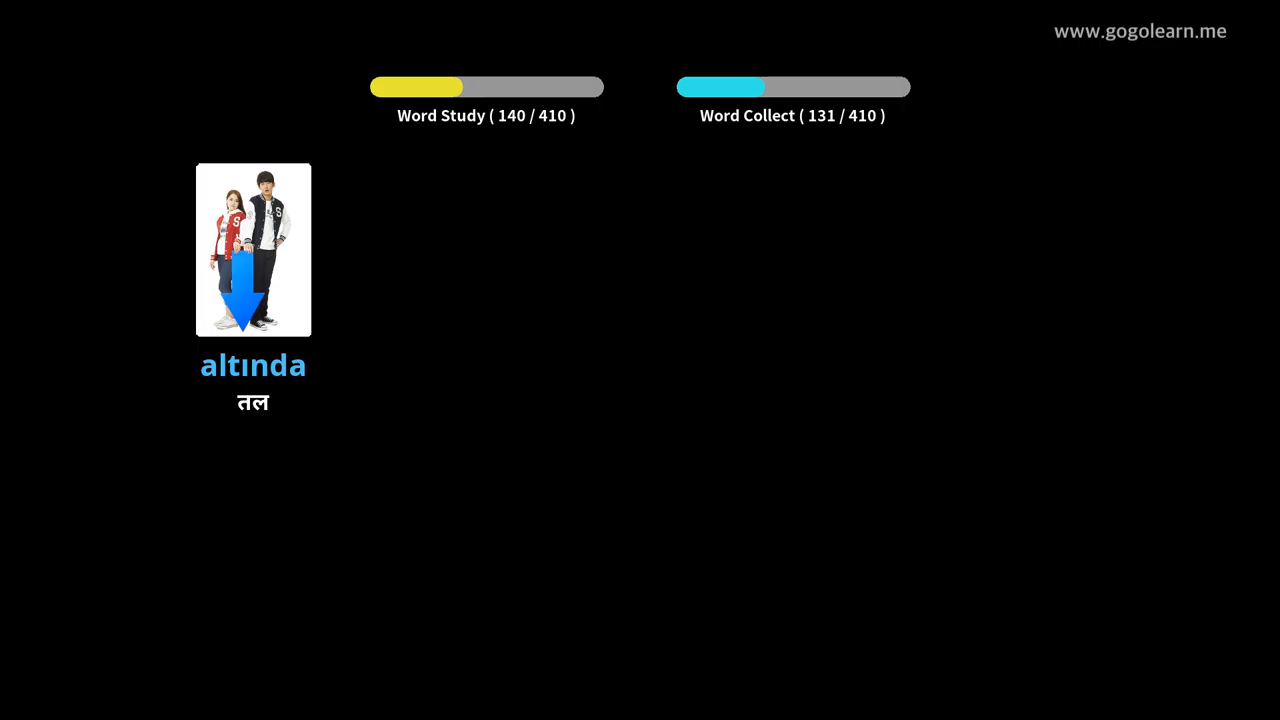 www.gogolearn.me
Word Study ( 140 / 410 )
Word Collect ( 131 / 410 )
S
S
altında
तल